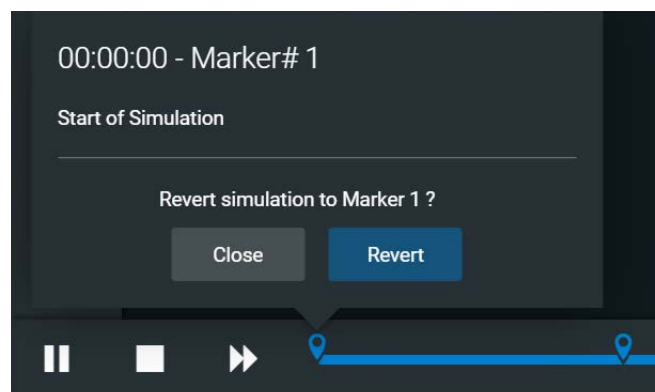 00:00:00 - Marker# 1
Start of Simulation
Revert simulation to Marker 1 ?
Close
Revert